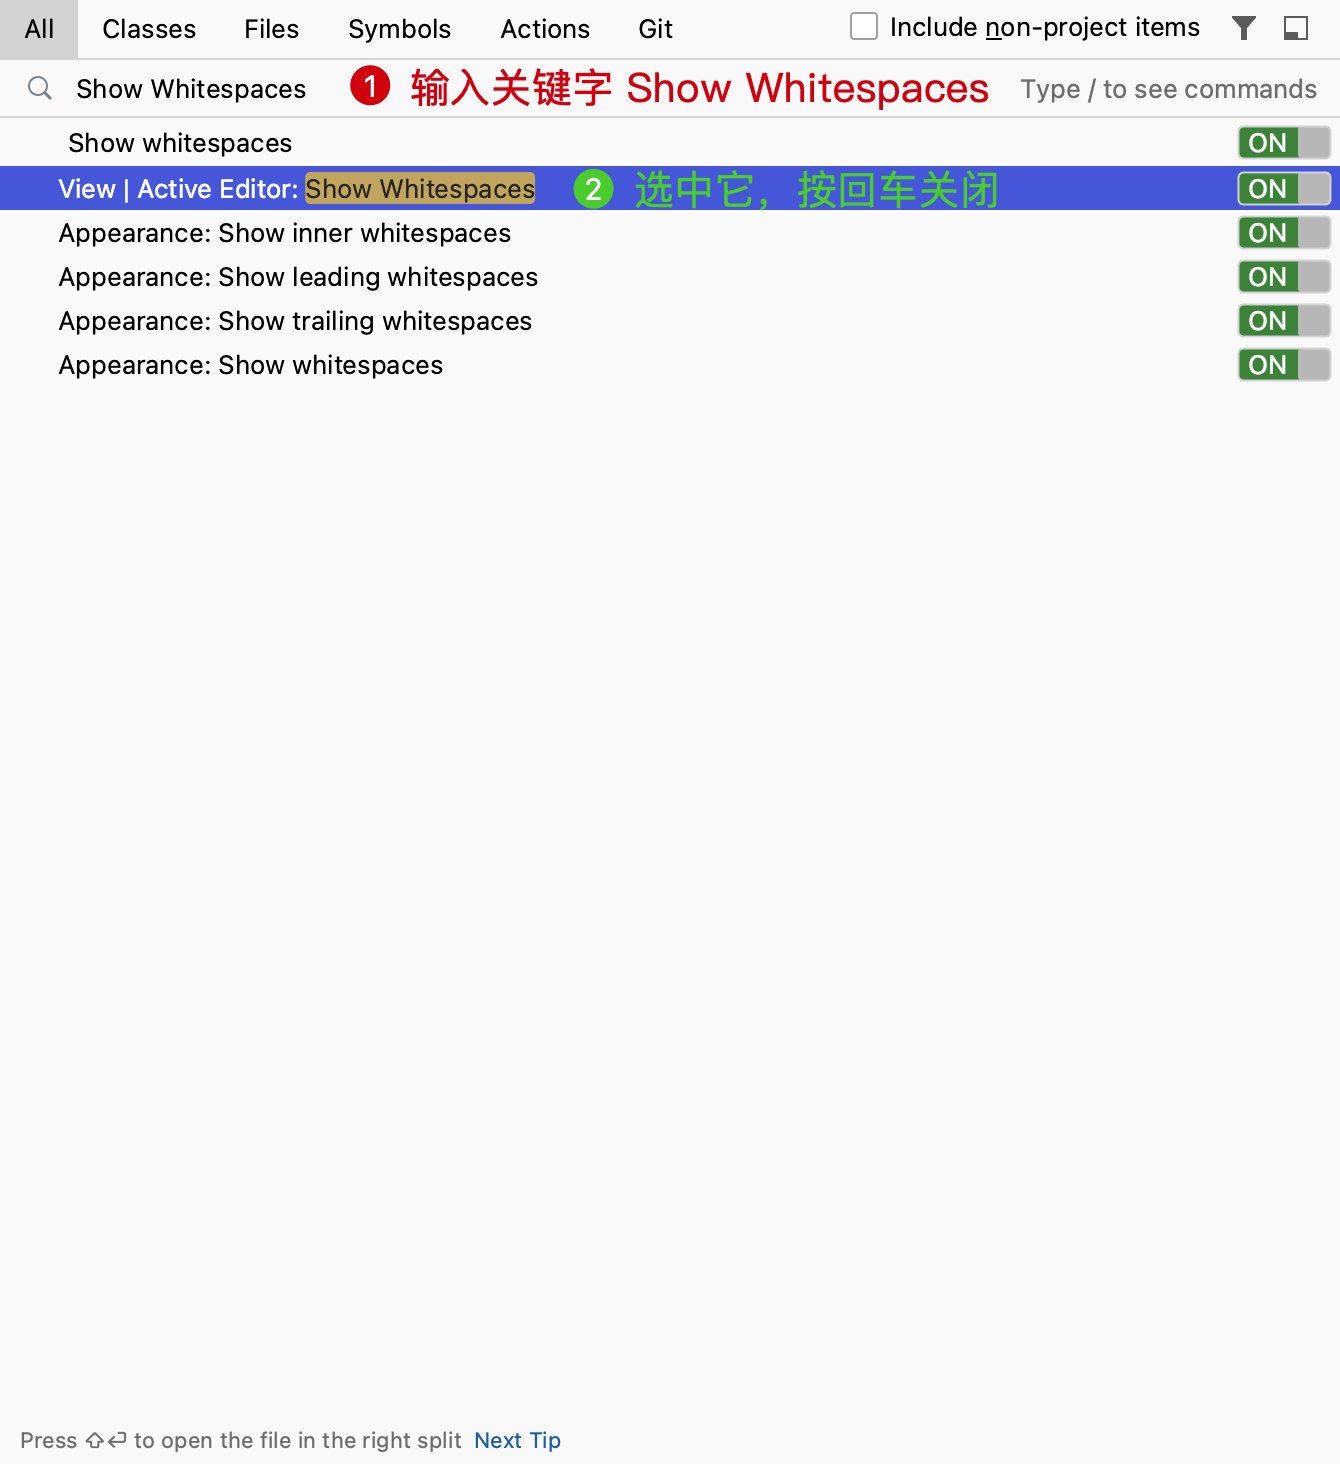 All Classes Files Symbols Actions Git Include non-project items
Show Whitespaces 1 输入关键字 Show Whitespaces Type / to see commands
Show whitespaces ON
View | Active Editor: Show Whitespaces 2 选中它，按回车关闭 ON
Appearance: Show inner whitespaces ON
Appearance: Show leading whitespaces ON
Appearance: Show trailing whitespaces ON
Appearance: Show whitespaces ON
Press ⇧⏎ to open the file in the right split Next Tip